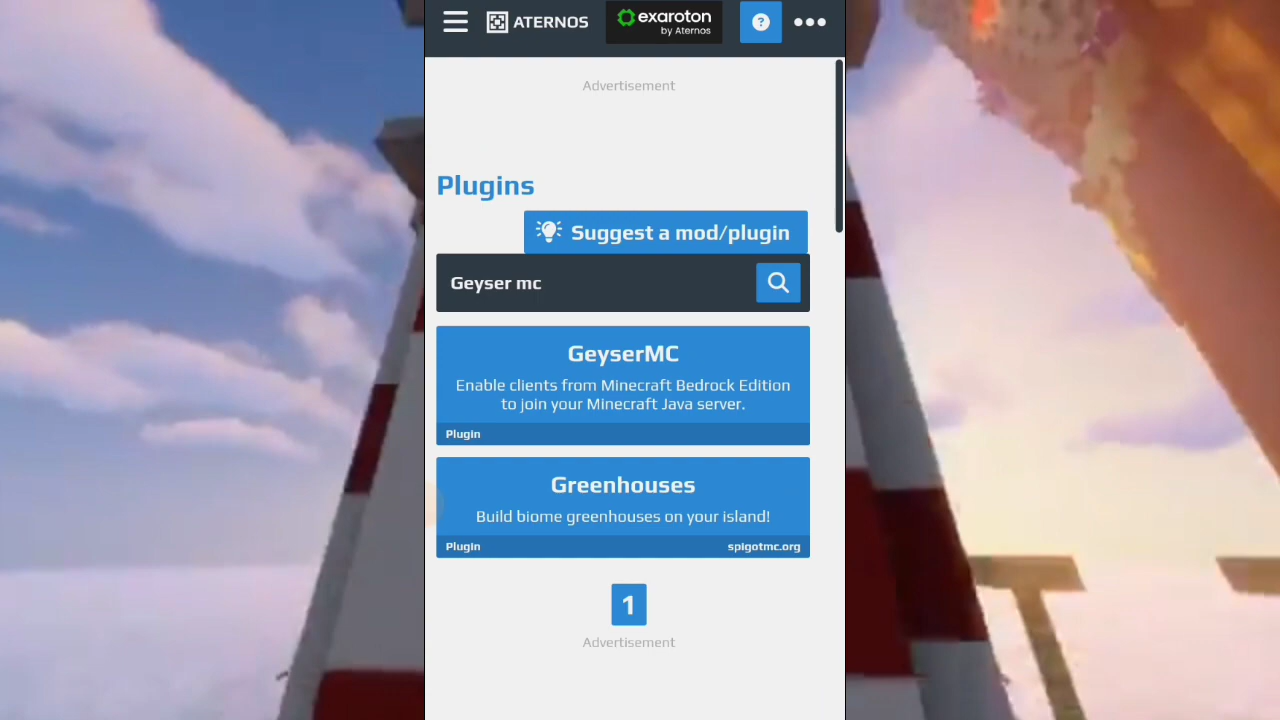 ATERNOS
exaroton
by Aternos
?
Advertisement
Plugins
Suggest a mod/plugin
Geyser mc
GeyserMC
Enable clients from Minecraft Bedrock Edition
to join your Minecraft Java server.
Plugin
Greenhouses
Build biome greenhouses on your island!
Plugin spigotmc.org
1
Advertisement